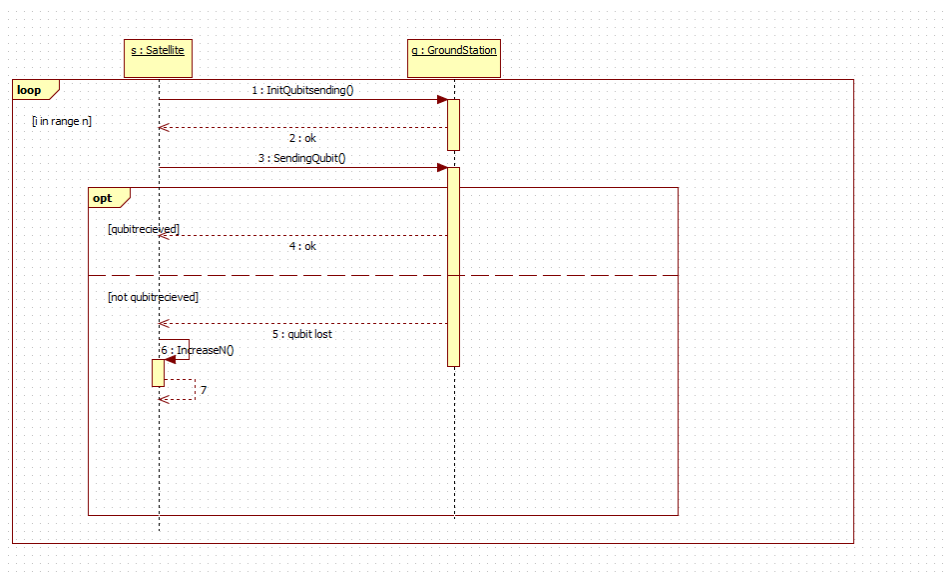 s : Satellite
g : GroundStation
loop
1 : InitQubitsending()
[i in range n]
2 : ok
3 : SendingQubit()
opt
[qubitrecieved]
4 : ok
[not qubitrecieved]
5 : qubit lost
6 : IncreaseN()
7